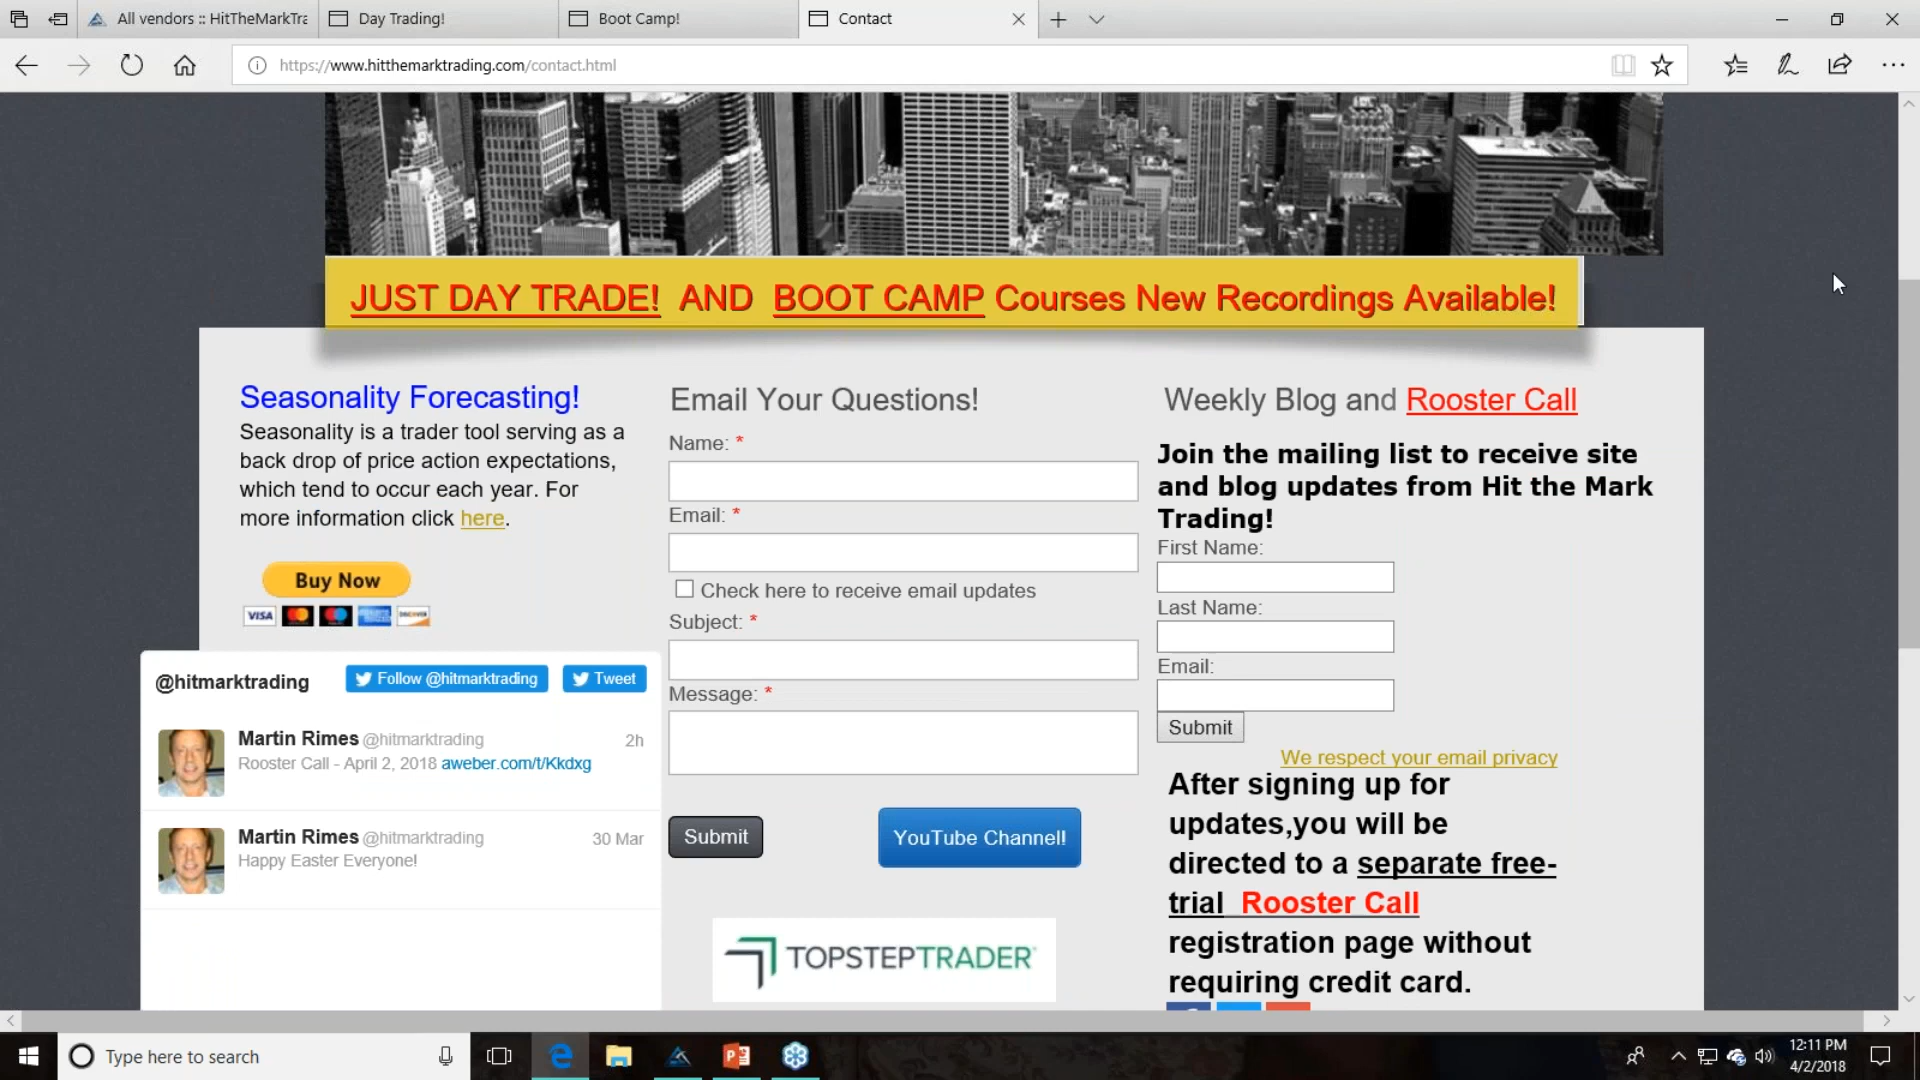 All vendors :: HitTheMarkTra
Day Trading!
Boot Camp!
Contact
https://www.hitthemarktrading.com/contact.html
JUST DAY TRADE!  AND  BOOT CAMP Courses New Recordings Available!
Seasonality Forecasting!
Seasonality is a trader tool serving as a
back drop of price action expectations,
which tend to occur each year. For
more information click here.
Buy Now
VISA
DISCOVER
@hitmarktrading
Follow @hitmarktrading
Tweet
Martin Rimes @hitmarktrading 2h
Rooster Call - April 2, 2018 aweber.com/t/Kkdxg
Martin Rimes @hitmarktrading 30 Mar
Happy Easter Everyone!
Email Your Questions!
Name: *
Email: *
Check here to receive email updates
Subject: *
Message: *
Submit
YouTube Channel!
TOPSTEPTRADER
Weekly Blog and Rooster Call
Join the mailing list to receive site
and blog updates from Hit the Mark
Trading!
First Name:
Last Name:
Email:
Submit
We respect your email privacy
After signing up for
updates,you will be
directed to a separate free-
trial  Rooster Call
registration page without
requiring credit card.
Type here to search
12:11 PM
4/2/2018